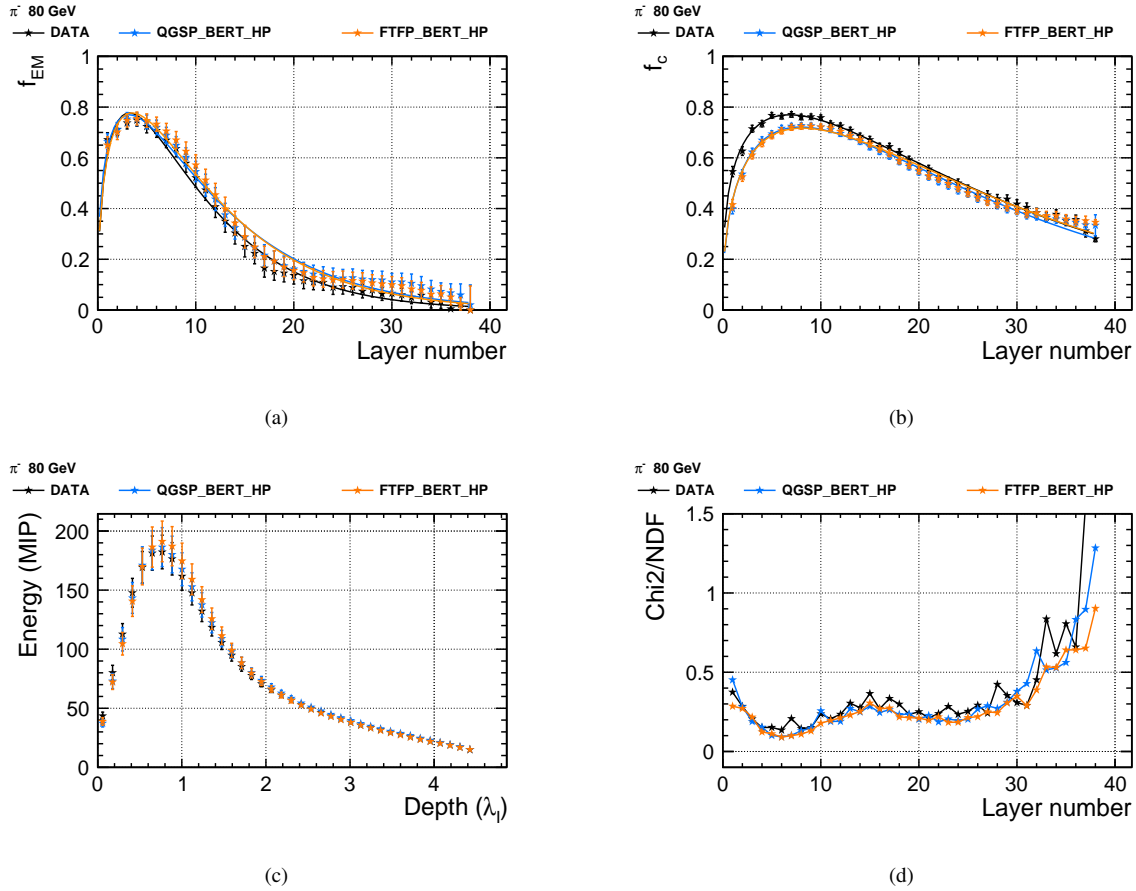 π⁻ 80 GeV
DATA QGSP_BERT_HP FTFP_BERT_HP
f_EM
1
0.8
0.6
0.4
0.2
0
0 10 20 30 40
Layer number
(a)
π⁻ 80 GeV
DATA QGSP_BERT_HP FTFP_BERT_HP
f_c
1
0.8
0.6
0.4
0.2
0
0 10 20 30 40
Layer number
(b)
π⁻ 80 GeV
DATA QGSP_BERT_HP FTFP_BERT_HP
Energy (MIP)
200
150
100
50
0
0 1 2 3 4
Depth (λ_I)
(c)
π⁻ 80 GeV
DATA QGSP_BERT_HP FTFP_BERT_HP
Chi2/NDF
1.5
1
0.5
0
0 10 20 30 40
Layer number
(d)